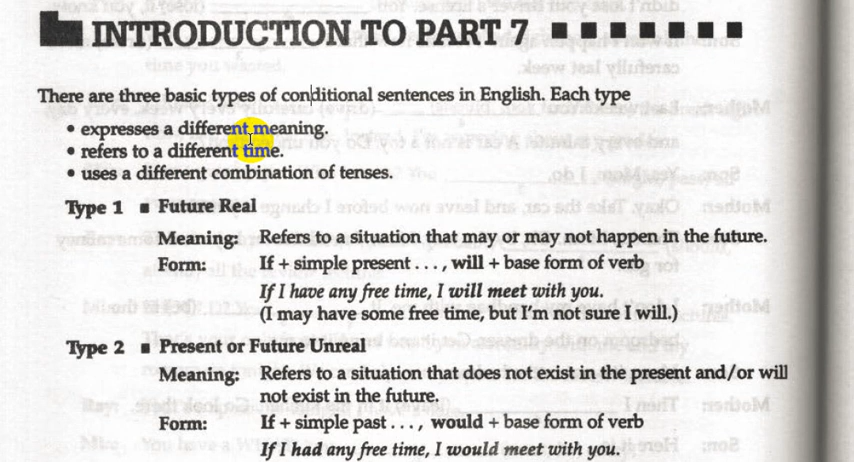 INTRODUCTION TO PART 7
There are three basic types of conditional sentences in English. Each type
• expresses a different meaning.
• refers to a different time.
• uses a different combination of tenses.
Type 1 ■ Future Real
Meaning: Refers to a situation that may or may not happen in the future.
Form: If + simple present . . . , will + base form of verb
If I have any free time, I will meet with you.
(I may have some free time, but I'm not sure I will.)
Type 2 ■ Present or Future Unreal
Meaning: Refers to a situation that does not exist in the present and/or will
not exist in the future.
Form: If + simple past . . . , would + base form of verb
If I had any free time, I would meet with you.